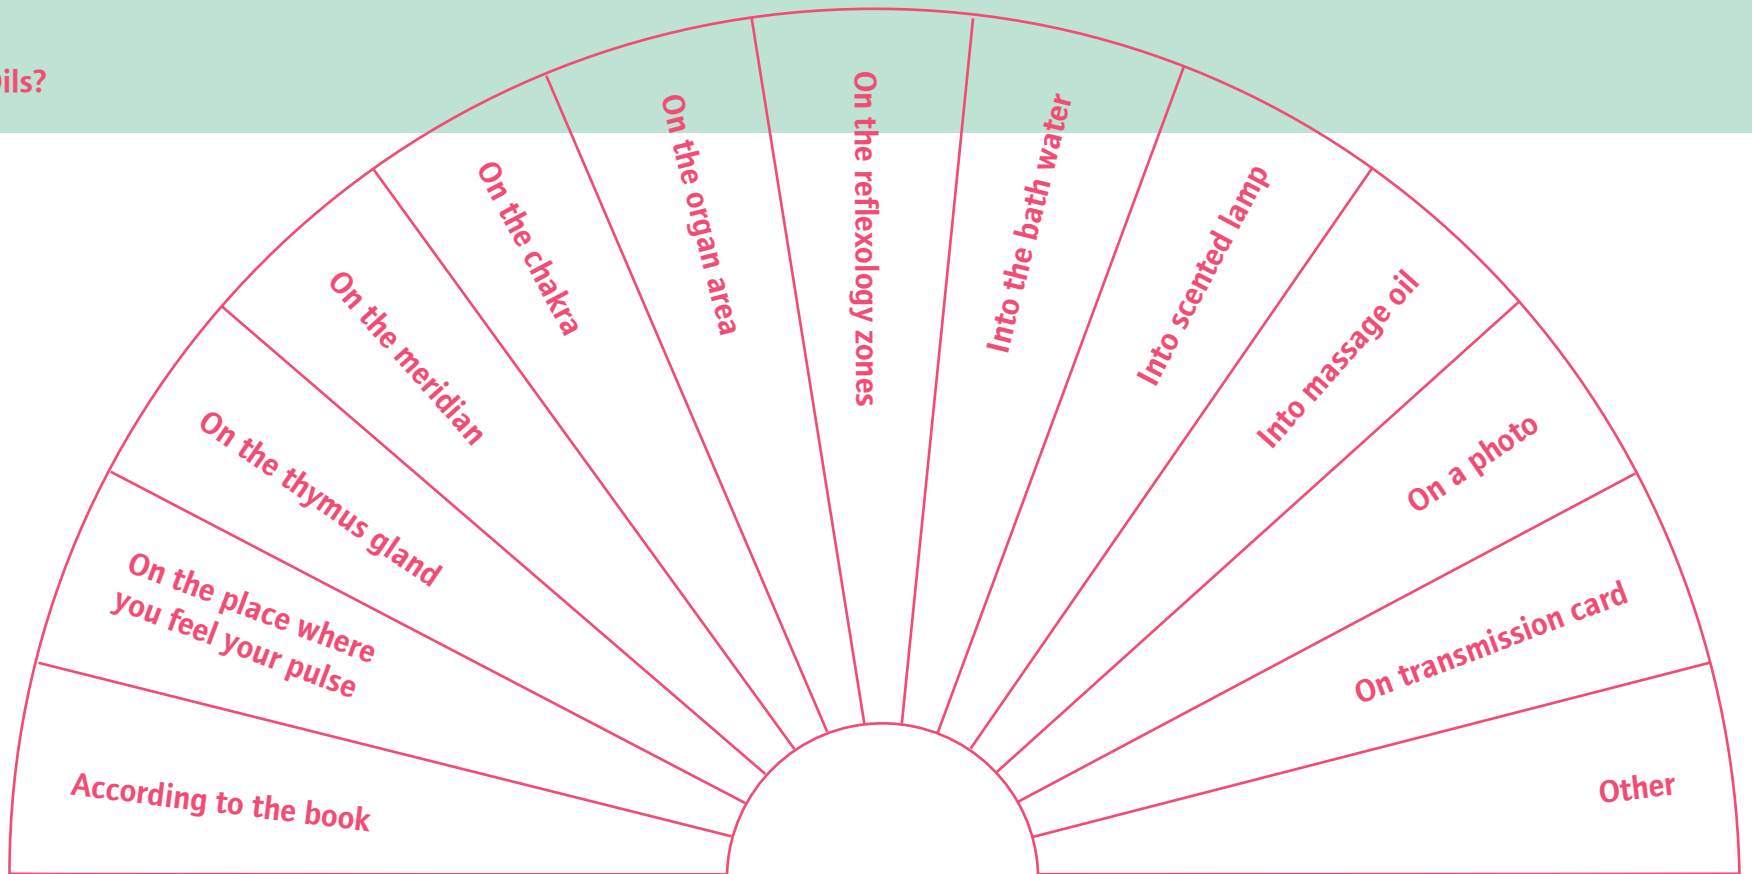 ils?
According to the book
On the place where
you feel your pulse
On the thymus gland
On the meridian
On the chakra
On the organ area
On the reflexology zones
Into the bath water
Into scented lamp
Into massage oil
On a photo
On transmission card
Other